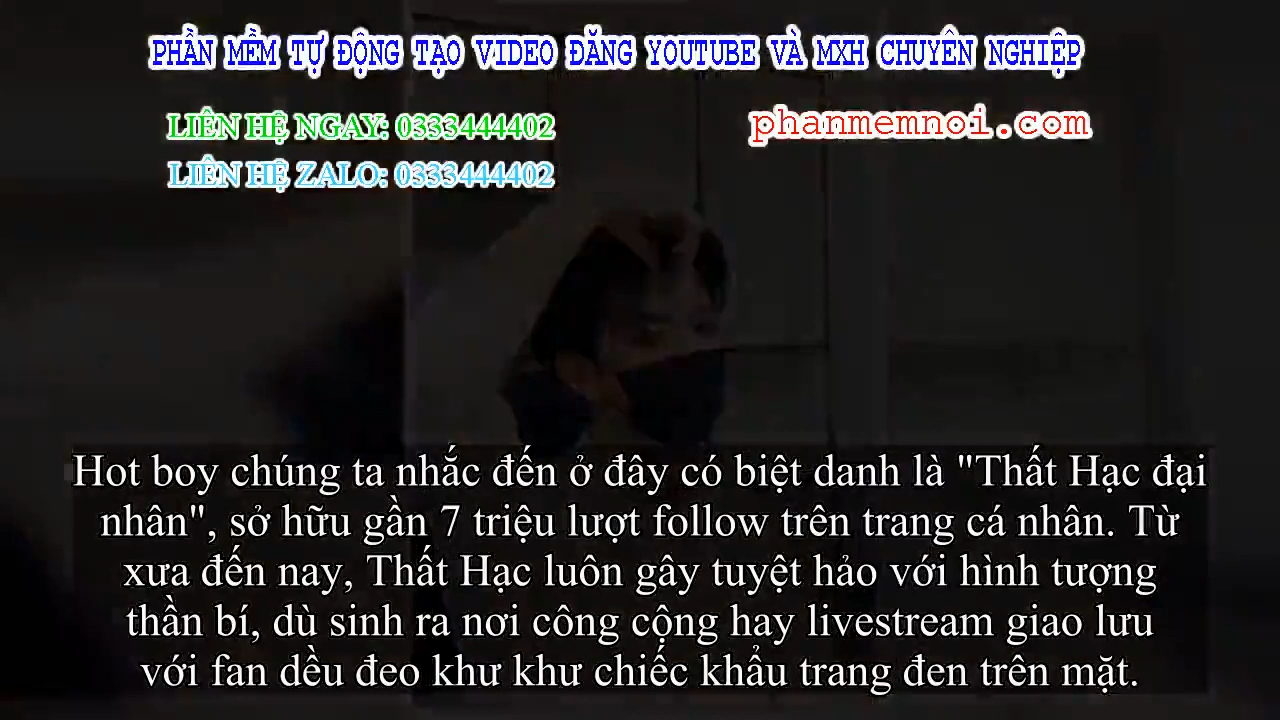 PHẦN MỀM TỰ ĐỘNG TẠO VIDEO ĐĂNG YOUTUBE VÀ MXH CHUYÊN NGHIỆP
LIÊN HỆ NGAY: 0333444402
phanmemnoi.com
LIÊN HỆ ZALO: 0333444402
Hot boy chúng ta nhắc đến ở đây có biệt danh là "Thất Hạc đại
nhân", sở hữu gần 7 triệu lượt follow trên trang cá nhân. Từ
xưa đến nay, Thất Hạc luôn gây tuyệt hảo với hình tượng
thần bí, dù sinh ra nơi công cộng hay livestream giao lưu
với fan dều đeo khư khư chiếc khẩu trang đen trên mặt.